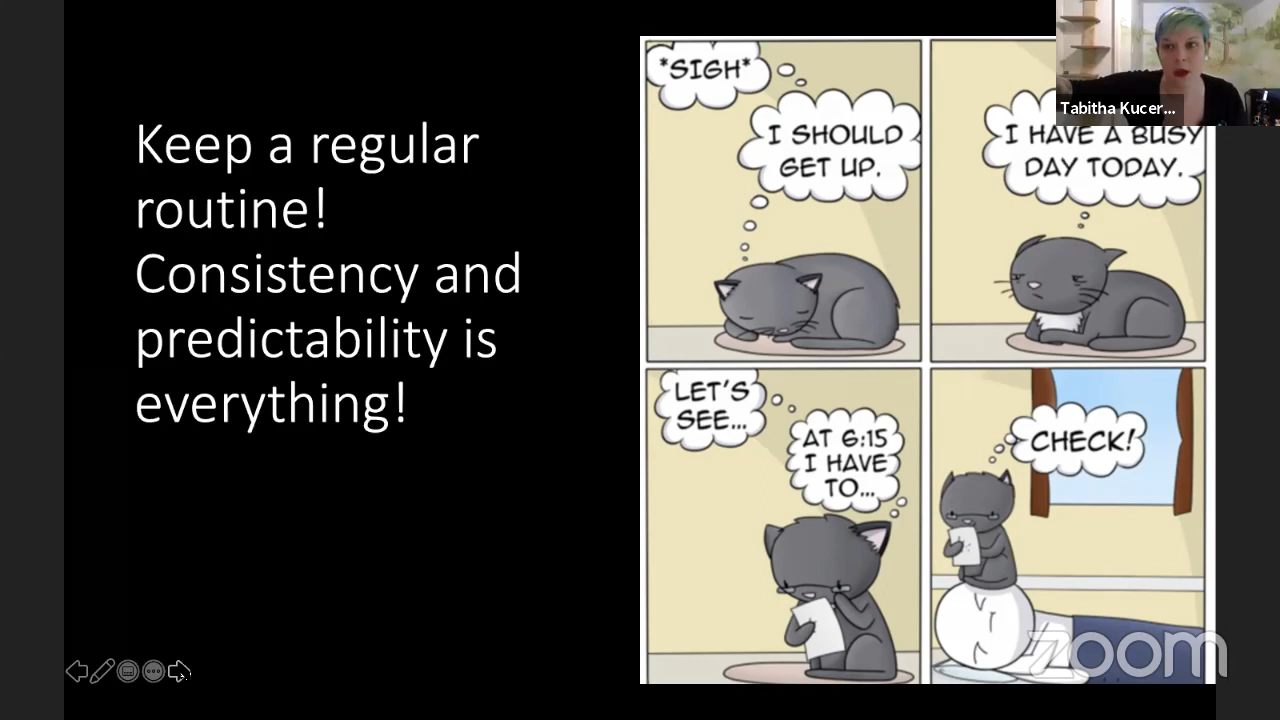 Keep a regular
routine!
Consistency and
predictability is
everything!
*SIGH*
I SHOULD
GET UP.
I HAVE A BUSY
DAY TODAY.
LET'S
SEE...
AT 6:15
I HAVE
TO...
CHECK!
Tabitha Kucer...
zoom